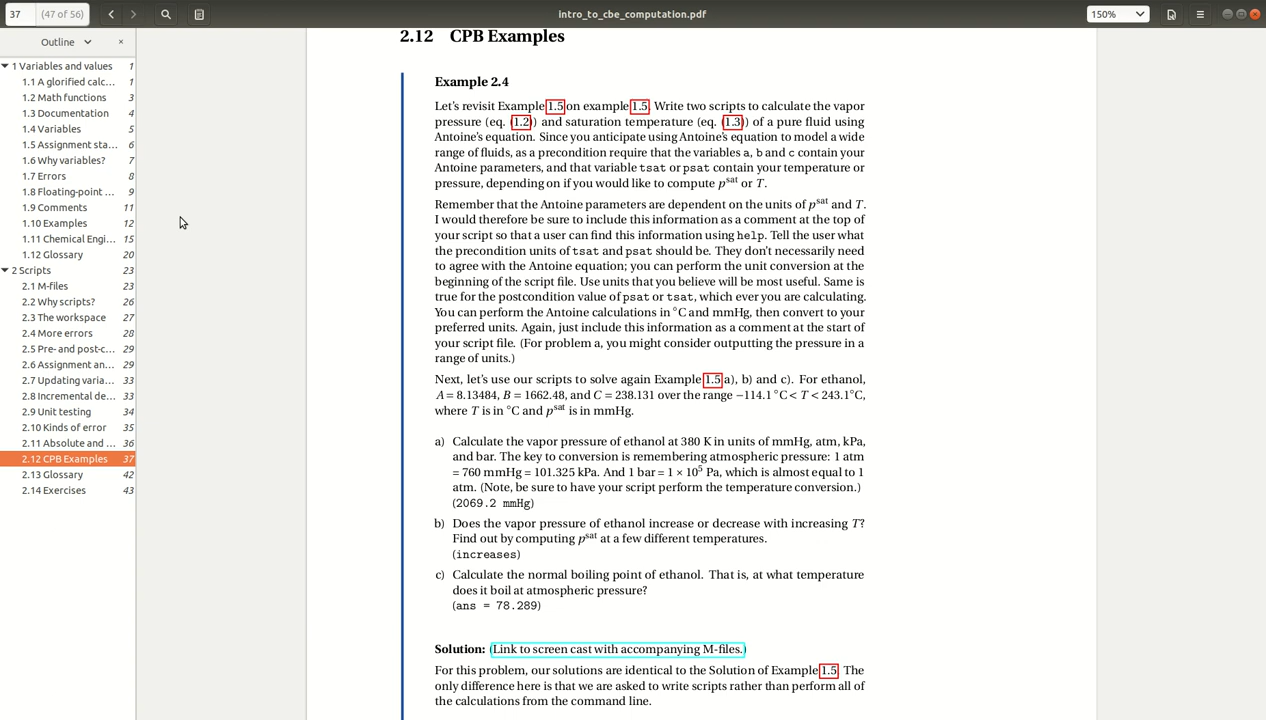 37 (47 of 56)
intro_to_cbe_computation.pdf
150%
Outline
1 Variables and values 1
1.1 A glorified calc... 1
1.2 Math functions 3
1.3 Documentation 4
1.4 Variables 5
1.5 Assignment sta... 6
1.6 Why variables? 7
1.7 Errors 8
1.8 Floating-point ... 9
1.9 Comments 11
1.10 Examples 12
1.11 Chemical Engi... 15
1.12 Glossary 20
2 Scripts 23
2.1 M-files 23
2.2 Why scripts? 26
2.3 The workspace 27
2.4 More errors 28
2.5 Pre- and post-c... 29
2.6 Assignment an... 29
2.7 Updating varia... 33
2.8 Incremental de... 33
2.9 Unit testing 34
2.10 Kinds of error 35
2.11 Absolute and ... 36
2.12 CPB Examples 37
2.13 Glossary 42
2.14 Exercises 43
2.12 CPB Examples
Example 2.4
Let's revisit Example 1.5 on example 1.5. Write two scripts to calculate the vapor
pressure (eq. (1.2)) and saturation temperature (eq. (1.3)) of a pure fluid using
Antoine's equation. Since you anticipate using Antoine's equation to model a wide
range of fluids, as a precondition require that the variables a, b and c contain your
Antoine parameters, and that variable tsat or psat contain your temperature or
pressure, depending on if you would like to compute p^sat or T.
Remember that the Antoine parameters are dependent on the units of p^sat and T.
I would therefore be sure to include this information as a comment at the top of
your script so that a user can find this information using help. Tell the user what
the precondition units of tsat and psat should be. They don't necessarily need
to agree with the Antoine equation; you can perform the unit conversion at the
beginning of the script file. Use units that you believe will be most useful. Same is
true for the postcondition value of psat or tsat, which ever you are calculating.
You can perform the Antoine calculations in °C and mmHg, then convert to your
preferred units. Again, just include this information as a comment at the start of
your script file. (For problem a, you might consider outputting the pressure in a
range of units.)
Next, let's use our scripts to solve again Example 1.5 a), b) and c). For ethanol,
A = 8.13484, B = 1662.48, and C = 238.131 over the range −114.1°C < T < 243.1°C,
where T is in °C and p^sat is in mmHg.
a) Calculate the vapor pressure of ethanol at 380 K in units of mmHg, atm, kPa,
and bar. The key to conversion is remembering atmospheric pressure: 1 atm
= 760 mmHg = 101.325 kPa. And 1 bar = 1 × 10^5 Pa, which is almost equal to 1
atm. (Note, be sure to have your script perform the temperature conversion.)
(2069.2 mmHg)
b) Does the vapor pressure of ethanol increase or decrease with increasing T?
Find out by computing p^sat at a few different temperatures.
(increases)
c) Calculate the normal boiling point of ethanol. That is, at what temperature
does it boil at atmospheric pressure?
(ans = 78.289)
Solution: (Link to screen cast with accompanying M-files.)
For this problem, our solutions are identical to the Solution of Example 1.5. The
only difference here is that we are asked to write scripts rather than perform all of
the calculations from the command line.